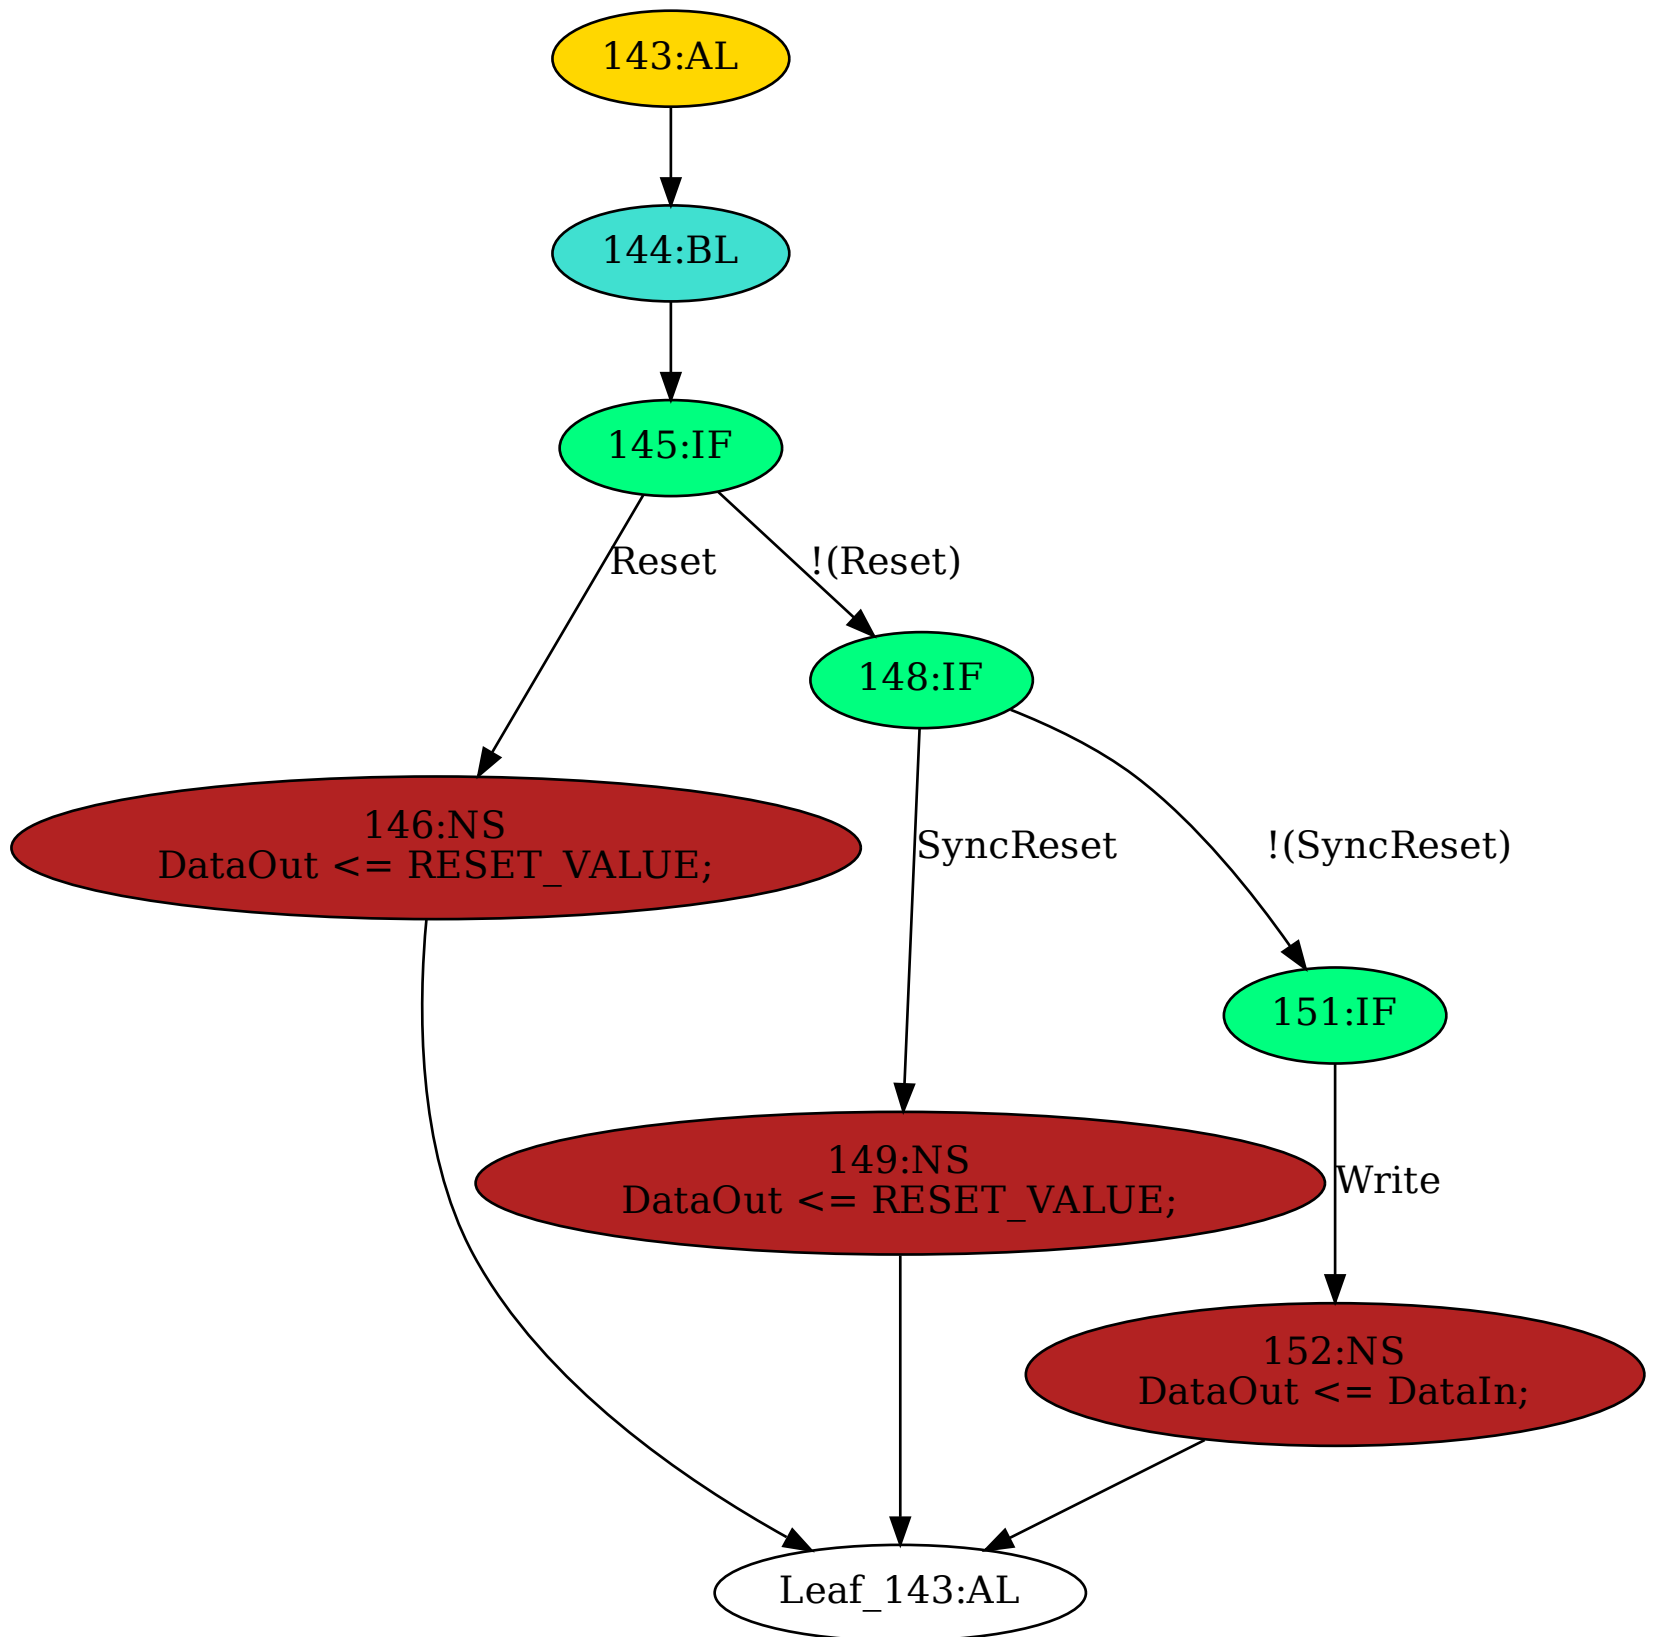 143:AL
144:BL
145:IF
Reset
!(Reset)
148:IF
146:NS
DataOut <= RESET_VALUE;
SyncReset
!(SyncReset)
151:IF
149:NS
DataOut <= RESET_VALUE;
Write
152:NS
DataOut <= DataIn;
Leaf_143:AL